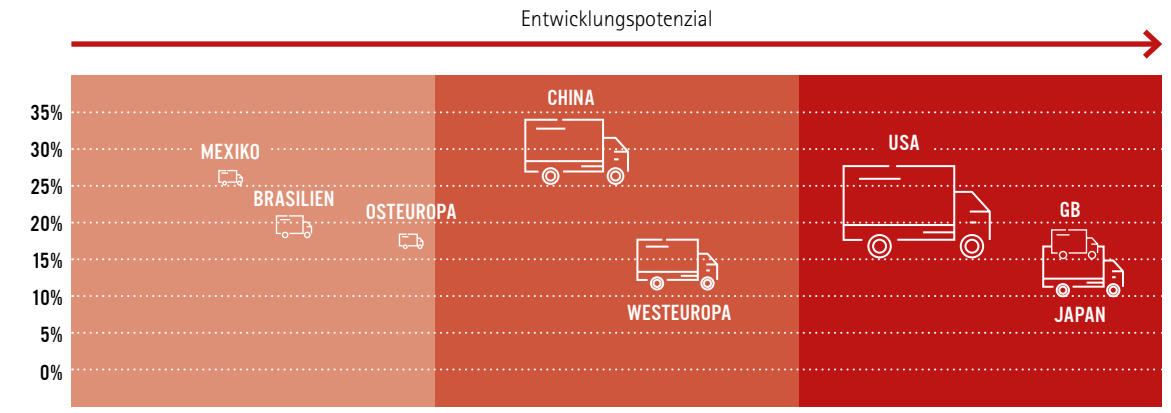 Entwicklungspotenzial
35%
30%
25%
20%
15%
10%
5%
0%
MEXIKO
BRASILIEN
OSTEUROPA
CHINA
WESTEUROPA
USA
GB
JAPAN